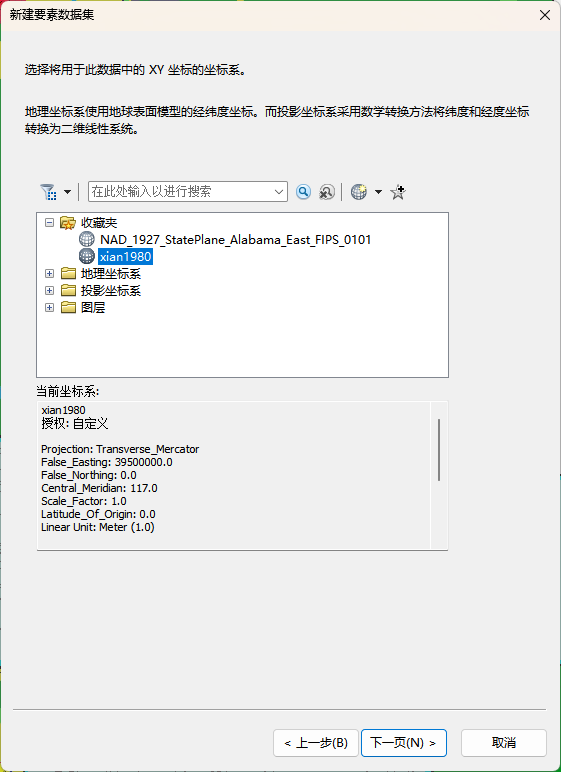 新建要素数据集
选择将用于此数据中的 XY 坐标的坐标系。
地理坐标系使用地球表面模型的经纬度坐标。而投影坐标系采用数学转换方法将纬度和经度坐标
转换为二维线性系统。
在此处输入以进行搜索
收藏夹
NAD_1927_StatePlane_Alabama_East_FIPS_0101
xian1980
地理坐标系
投影坐标系
图层
当前坐标系:
xian1980
授权: 自定义
Projection: Transverse_Mercator
False_Easting: 39500000.0
False_Northing: 0.0
Central_Meridian: 117.0
Scale_Factor: 1.0
Latitude_Of_Origin: 0.0
Linear Unit: Meter (1.0)
< 上一步(B) 下一页(N) > 取消